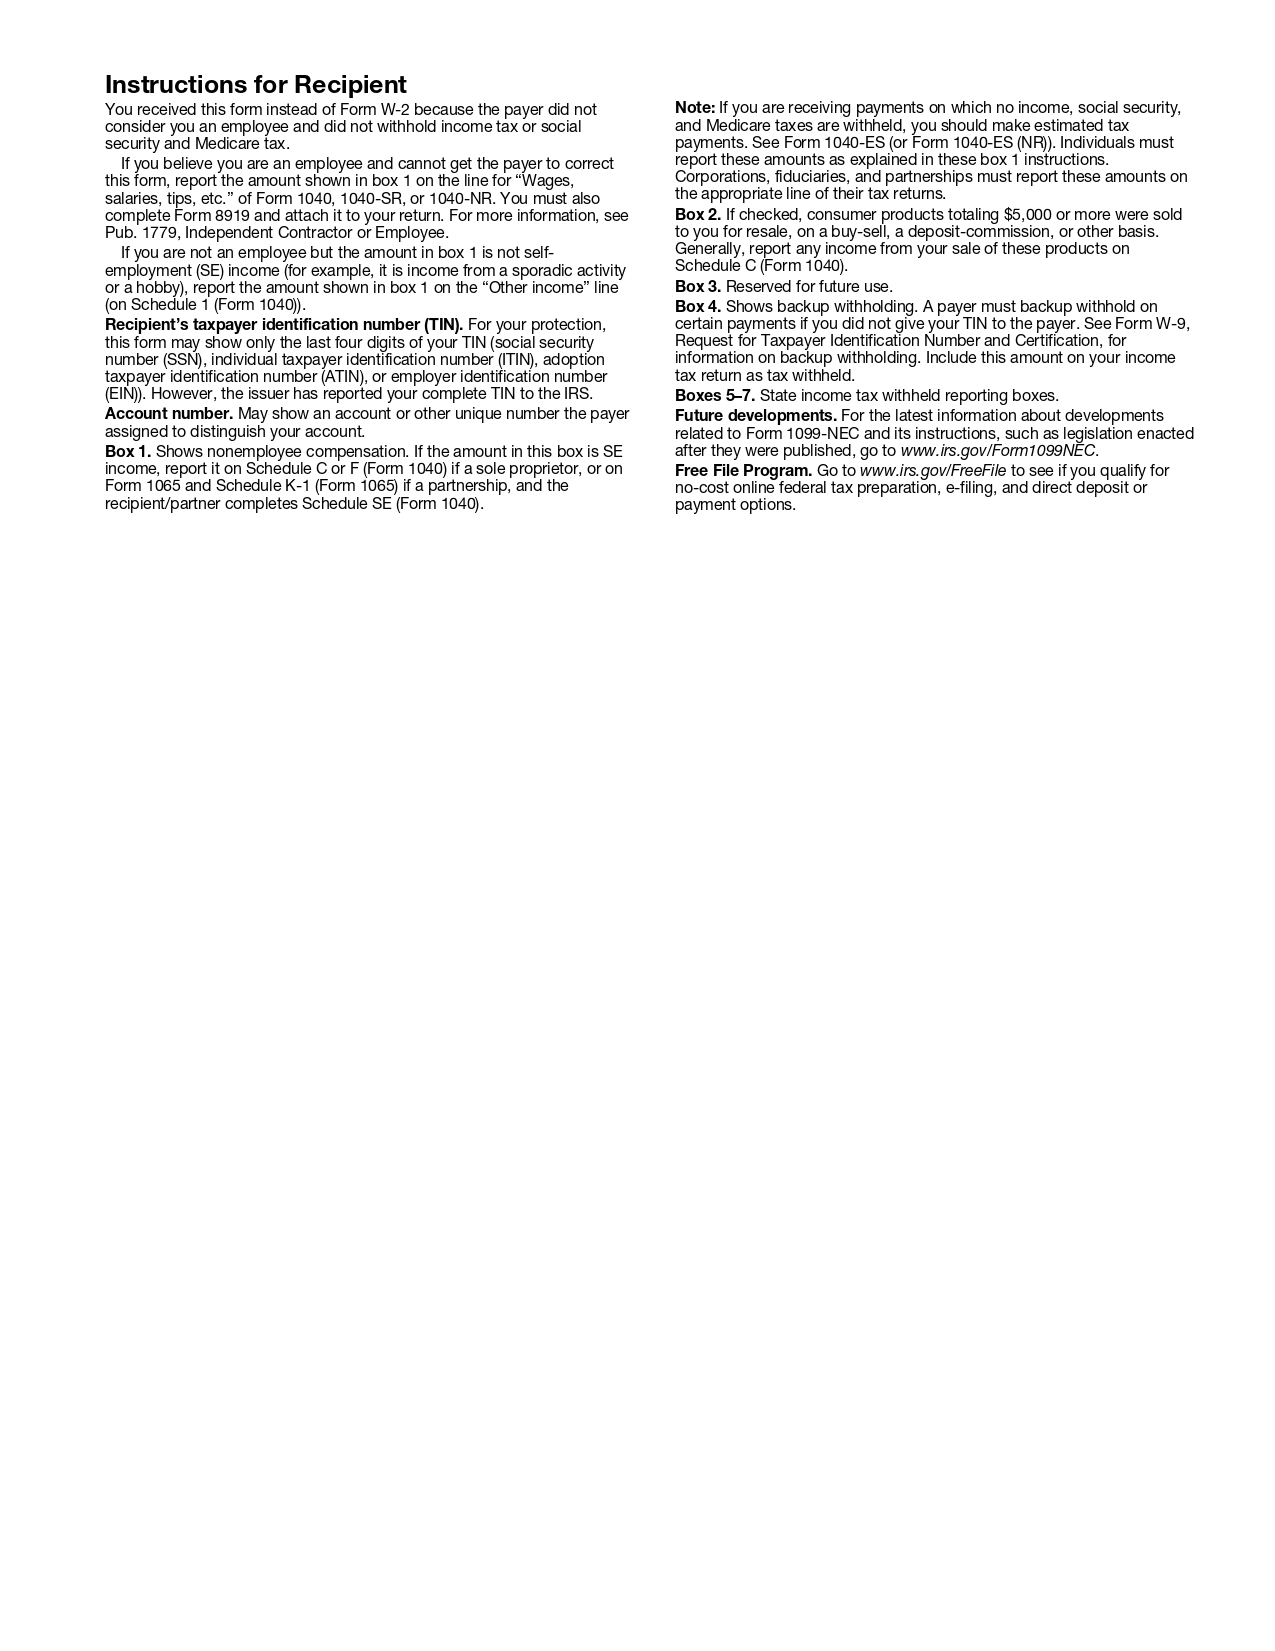 Instructions for Recipient
You received this form instead of Form W-2 because the payer did not
consider you an employee and did not withhold income tax or social
security and Medicare tax.
If you believe you are an employee and cannot get the payer to correct
this form, report the amount shown in box 1 on the line for “Wages,
salaries, tips, etc.” of Form 1040, 1040-SR, or 1040-NR. You must also
complete Form 8919 and attach it to your return. For more information, see
Pub. 1779, Independent Contractor or Employee.
If you are not an employee but the amount in box 1 is not self-
employment (SE) income (for example, it is income from a sporadic activity
or a hobby), report the amount shown in box 1 on the “Other income” line
(on Schedule 1 (Form 1040)).
Recipient’s taxpayer identification number (TIN). For your protection,
this form may show only the last four digits of your TIN (social security
number (SSN), individual taxpayer identification number (ITIN), adoption
taxpayer identification number (ATIN), or employer identification number
(EIN)). However, the issuer has reported your complete TIN to the IRS.
Account number. May show an account or other unique number the payer
assigned to distinguish your account.
Box 1. Shows nonemployee compensation. If the amount in this box is SE
income, report it on Schedule C or F (Form 1040) if a sole proprietor, or on
Form 1065 and Schedule K-1 (Form 1065) if a partnership, and the
recipient/partner completes Schedule SE (Form 1040).
Note: If you are receiving payments on which no income, social security,
and Medicare taxes are withheld, you should make estimated tax
payments. See Form 1040-ES (or Form 1040-ES (NR)). Individuals must
report these amounts as explained in these box 1 instructions.
Corporations, fiduciaries, and partnerships must report these amounts on
the appropriate line of their tax returns.
Box 2. If checked, consumer products totaling $5,000 or more were sold
to you for resale, on a buy-sell, a deposit-commission, or other basis.
Generally, report any income from your sale of these products on
Schedule C (Form 1040).
Box 3. Reserved for future use.
Box 4. Shows backup withholding. A payer must backup withhold on
certain payments if you did not give your TIN to the payer. See Form W-9,
Request for Taxpayer Identification Number and Certification, for
information on backup withholding. Include this amount on your income
tax return as tax withheld.
Boxes 5–7. State income tax withheld reporting boxes.
Future developments. For the latest information about developments
related to Form 1099-NEC and its instructions, such as legislation enacted
after they were published, go to www.irs.gov/Form1099NEC.
Free File Program. Go to www.irs.gov/FreeFile to see if you qualify for
no-cost online federal tax preparation, e-filing, and direct deposit or
payment options.